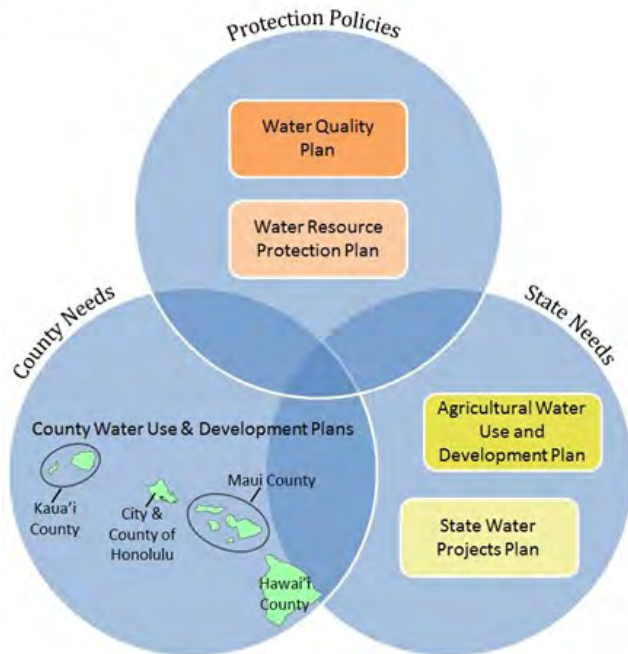 Protection Policies
Water Quality
Plan
Water Resource
Protection Plan
County Needs
State Needs
County Water Use & Development Plans
Kaua'i
County
City &
County of
Honolulu
Maui County
Hawai'i
County
Agricultural Water
Use and
Development Plan
State Water
Projects Plan